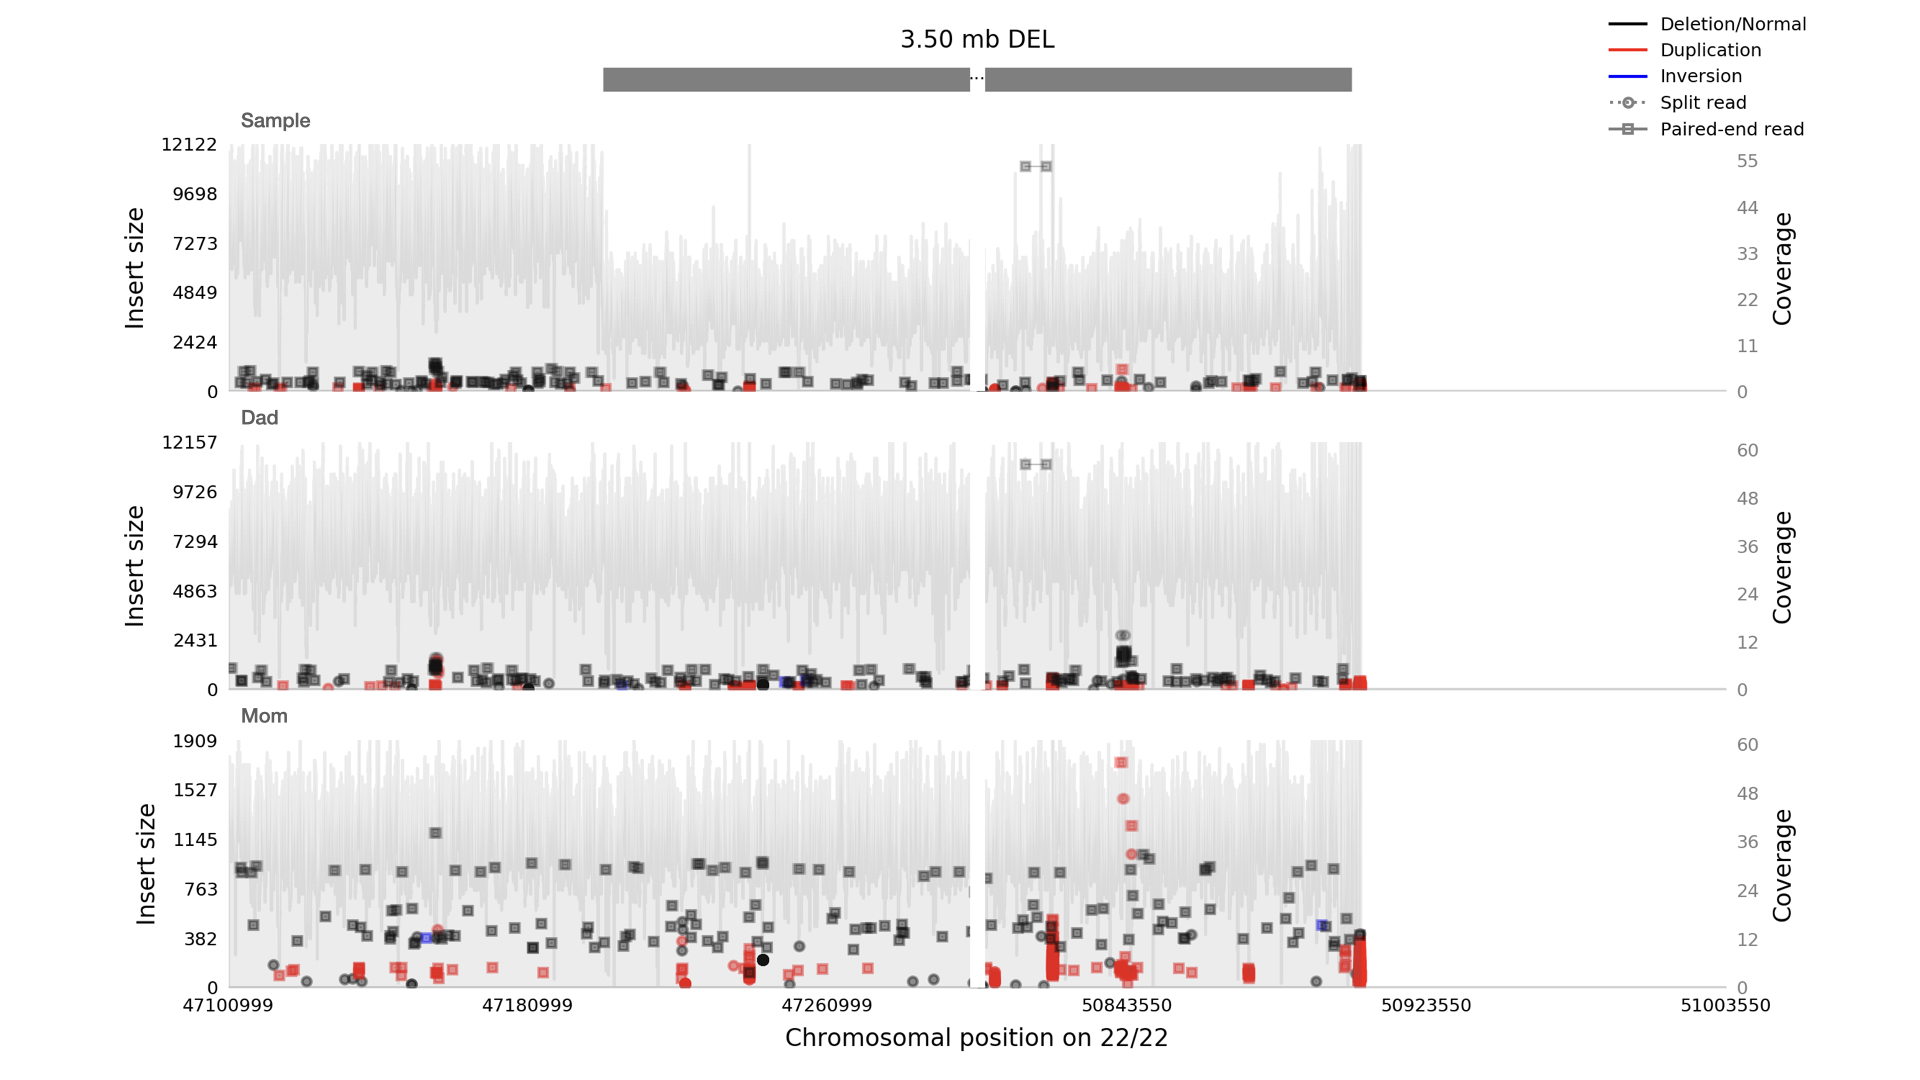 3.50 mb DEL
...
Deletion/Normal
Duplication
Inversion
Split read
Paired-end read
Sample
12122
9698
7273
4849
2424
0
Insert size
55
44
33
22
11
0
Coverage
Dad
12157
9726
7294
4863
2431
0
Insert size
60
48
36
24
12
0
Coverage
Mom
1909
1527
1145
763
382
0
Insert size
60
48
36
24
12
0
Coverage
47100999 47180999 47260999 50843550 50923550 51003550
Chromosomal position on 22/22